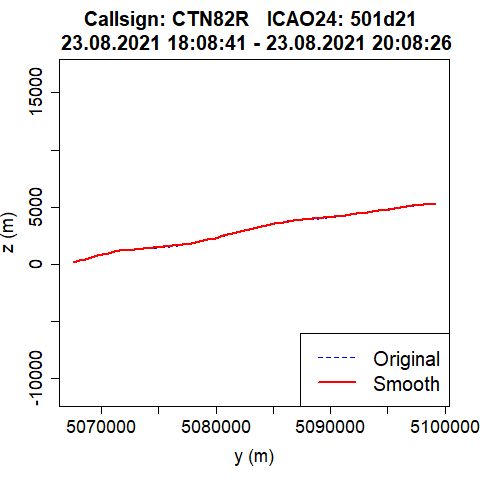 Callsign: CTN82R   ICAO24: 501d21
23.08.2021 18:08:41 - 23.08.2021 20:08:26
15000
5000
0
-10000
z (m)
Original
Smooth
5070000 5080000 5090000 5100000
y (m)